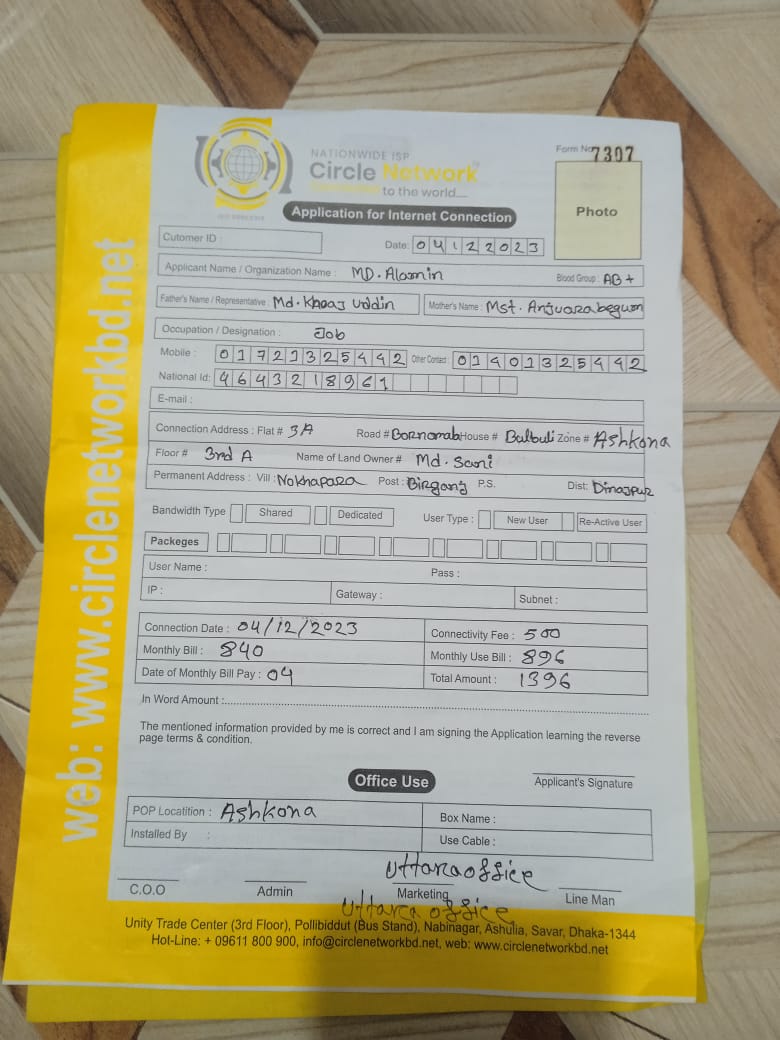 NATIONWIDE ISP
Circle Network
to the world....
Form No 7307
Photo
Application for Internet Connection
Cutomer ID :
Date: 04122023
Applicant Name / Organization Name : MD. Alamin Blood Group : AB+
Father's Name / Representative : Md. Khoaj Uddin Mother's Name : Mst. Anjuara begum
Occupation / Designation : Job
Mobile : 01721325442 Other Contact : 01401325442
National Id: 4643218961
E-mail :
Connection Address : Flat # 3A Road # Bornomala House # Bulbuli Zone # Ashkona
Floor # 3rd A Name of Land Owner # Md. Sani
Permanent Address : Vill : Nokhapara Post : Birganj P.S. Dist: Dinajpur
Bandwidth Type Shared Dedicated User Type : New User Re-Active User
Packeges
User Name : Pass :
IP : Gateway : Subnet :
Connection Date : 04/12/2023 Connectivity Fee : 500
Monthly Bill : 840 Monthly Use Bill : 896
Date of Monthly Bill Pay : 04 Total Amount : 1396
In Word Amount :
The mentioned information provided by me is correct and I am signing the Application learning the reverse
page terms & condition.
Applicant's Signature
Office Use
POP Locatition : Ashkona Box Name :
Installed By : Use Cable :
Uttara office
C.O.O Admin Marketing Line Man
Uttara office
Unity Trade Center (3rd Floor), Pollibiddut (Bus Stand), Nabinagar, Ashulia, Savar, Dhaka-1344
Hot-Line: + 09611 800 900, info@circlenetworkbd.net, web: www.circlenetworkbd.net
web: www.circlenetworkbd.net